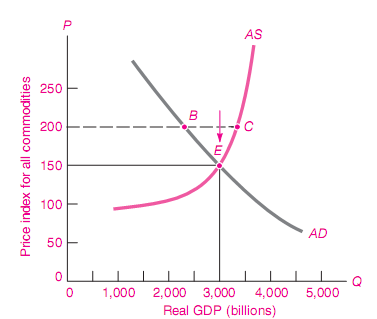 P
AS
250
B
200
C
E
150
100
50
AD
0
Q
0 1,000 2,000 3,000 4,000 5,000
Real GDP (billions)
Price index for all commodities